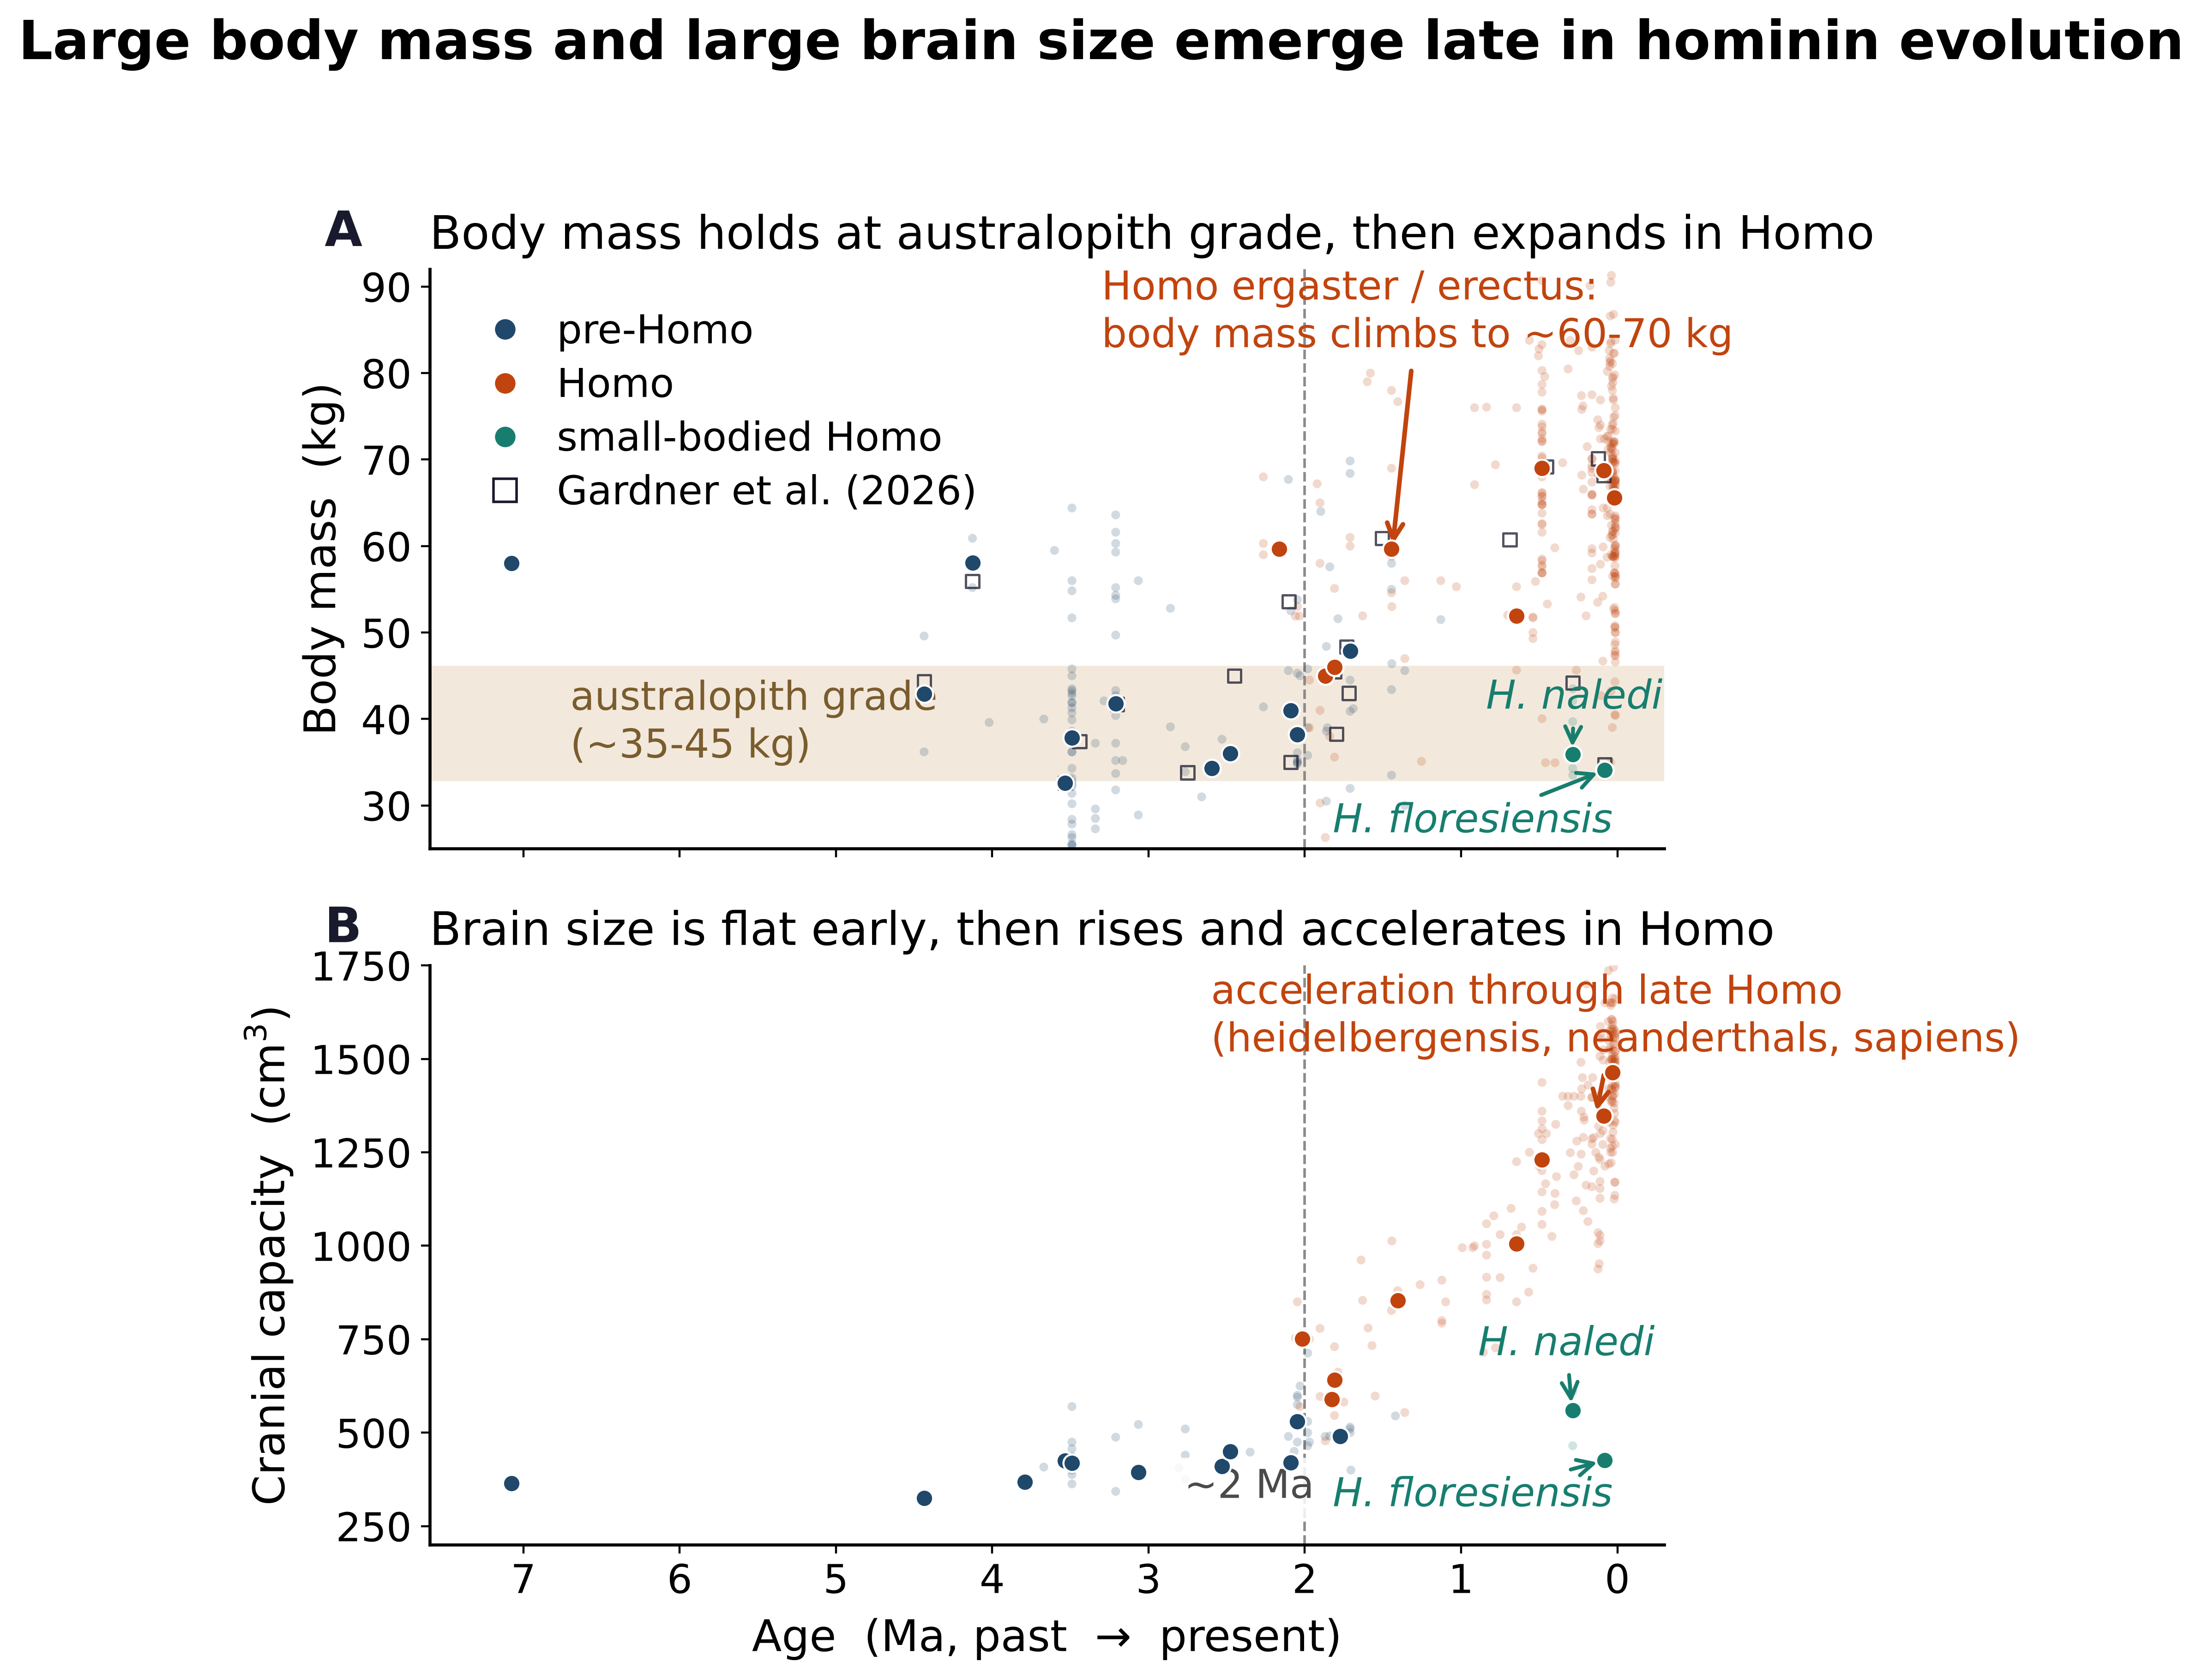 Large body mass and large brain size emerge late in hominin evolution
A
Body mass holds at australopith grade, then expands in Homo
Body mass (kg)
90
80
70
60
50
40
30
pre-Homo
Homo
small-bodied Homo
Gardner et al. (2026)
Homo ergaster / erectus:
body mass climbs to ~60-70 kg
australopith grade
(~35-45 kg)
H. naledi
H. floresiensis
B
Brain size is flat early, then rises and accelerates in Homo
Cranial capacity (cm³)
1750
1500
1250
1000
750
500
250
acceleration through late Homo
(heidelbergensis, neanderthals, sapiens)
H. naledi
~2 Ma
H. floresiensis
7 6 5 4 3 2 1 0
Age (Ma, past → present)